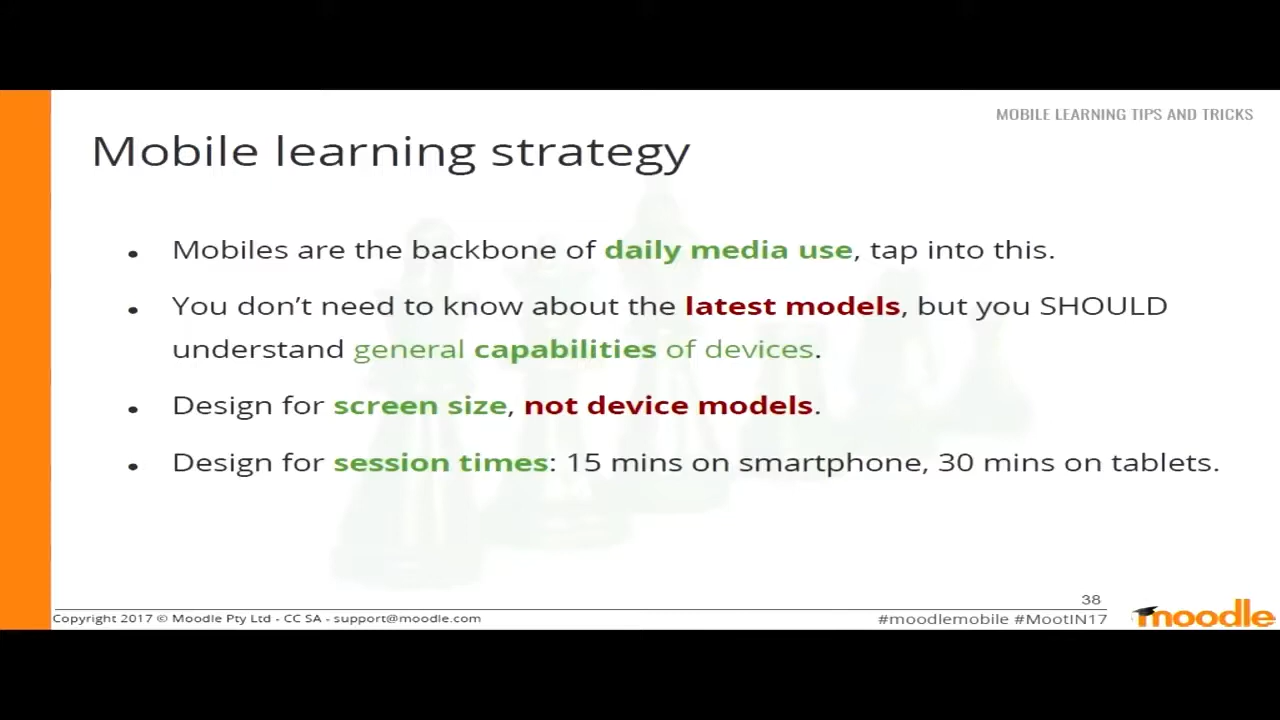 MOBILE LEARNING TIPS AND TRICKS
Mobile learning strategy
• Mobiles are the backbone of daily media use, tap into this.
• You don’t need to know about the latest models, but you SHOULD
understand general capabilities of devices.
• Design for screen size, not device models.
• Design for session times: 15 mins on smartphone, 30 mins on tablets.
38
Copyright 2017 © Moodle Pty Ltd - CC SA - support@moodle.com
#moodlemobile #MootIN17
moodle